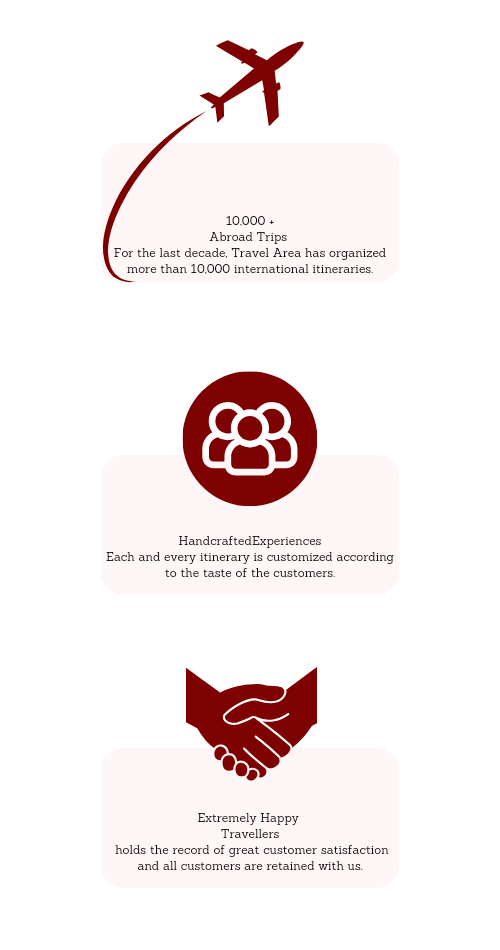 10,000 +
Abroad Trips
For the last decade, Travel Area has organized
more than 10,000 international itineraries.
HandcraftedExperiences
Each and every itinerary is customized according
to the taste of the customers.
Extremely Happy
Travellers
holds the record of great customer satisfaction
and all customers are retained with us.